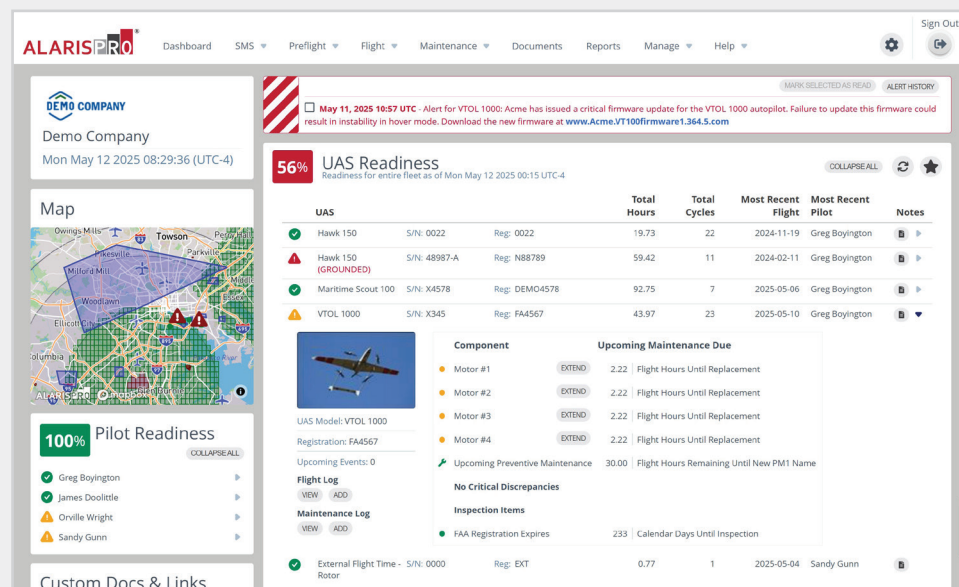 ALARISPRO
Dashboard SMS Preflight Flight Maintenance Documents Reports Manage Help
Sign Out
DEMO COMPANY
Demo Company
Mon May 12 2025 08:29:36 (UTC-4)
MARK SELECTED AS READ ALERT HISTORY
May 11, 2025 10:57 UTC - Alert for VTOL 1000: Acme has issued a critical firmware update for the VTOL 1000 autopilot. Failure to update this firmware could
result in instability in hover mode. Download the new firmware at www.Acme.VT100firmware1.364.5.com
Map
Owings Mills
Towson
Perry Hall
Pikesville
Parkville
Milford Mill
Middle
Woodlawn
Essex
Ellicott City
695
895
695
Columbia
River
Glen Burnie
ALARISPRO mapbox
100% Pilot Readiness
COLLAPSE ALL
Greg Boyington
James Doolittle
Orville Wright
Sandy Gunn
Custom Docs & Links
56% UAS Readiness
Readiness for entire fleet as of Mon May 12 2025 00:15 UTC-4
COLLAPSE ALL
UAS Total Hours Total Cycles Most Recent Flight Most Recent Pilot Notes
Hawk 150 S/N: 0022 Reg: 0022 19.73 22 2024-11-19 Greg Boyington
Hawk 150 S/N: 48987-A Reg: N88789 59.42 11 2024-02-11 Greg Boyington
(GROUNDED)
Maritime Scout 100 S/N: X4578 Reg: DEMO4578 92.75 7 2025-05-06 Greg Boyington
VTOL 1000 S/N: X345 Reg: FA4567 43.97 23 2025-05-10 Greg Boyington
UAS Model: VTOL 1000
Registration: FA4567
Upcoming Events: 0
Flight Log
VIEW ADD
Maintenance Log
VIEW ADD
Component Upcoming Maintenance Due
Motor #1 EXTEND 2.22 Flight Hours Until Replacement
Motor #2 EXTEND 2.22 Flight Hours Until Replacement
Motor #3 EXTEND 2.22 Flight Hours Until Replacement
Motor #4 EXTEND 2.22 Flight Hours Until Replacement
Upcoming Preventive Maintenance 30.00 Flight Hours Remaining Until New PM1 Name
No Critical Discrepancies
Inspection Items
FAA Registration Expires 233 Calendar Days Until Inspection
External Flight Time - S/N: 0000 Reg: EXT 0.77 1 2025-05-04 Sandy Gunn
Rotor